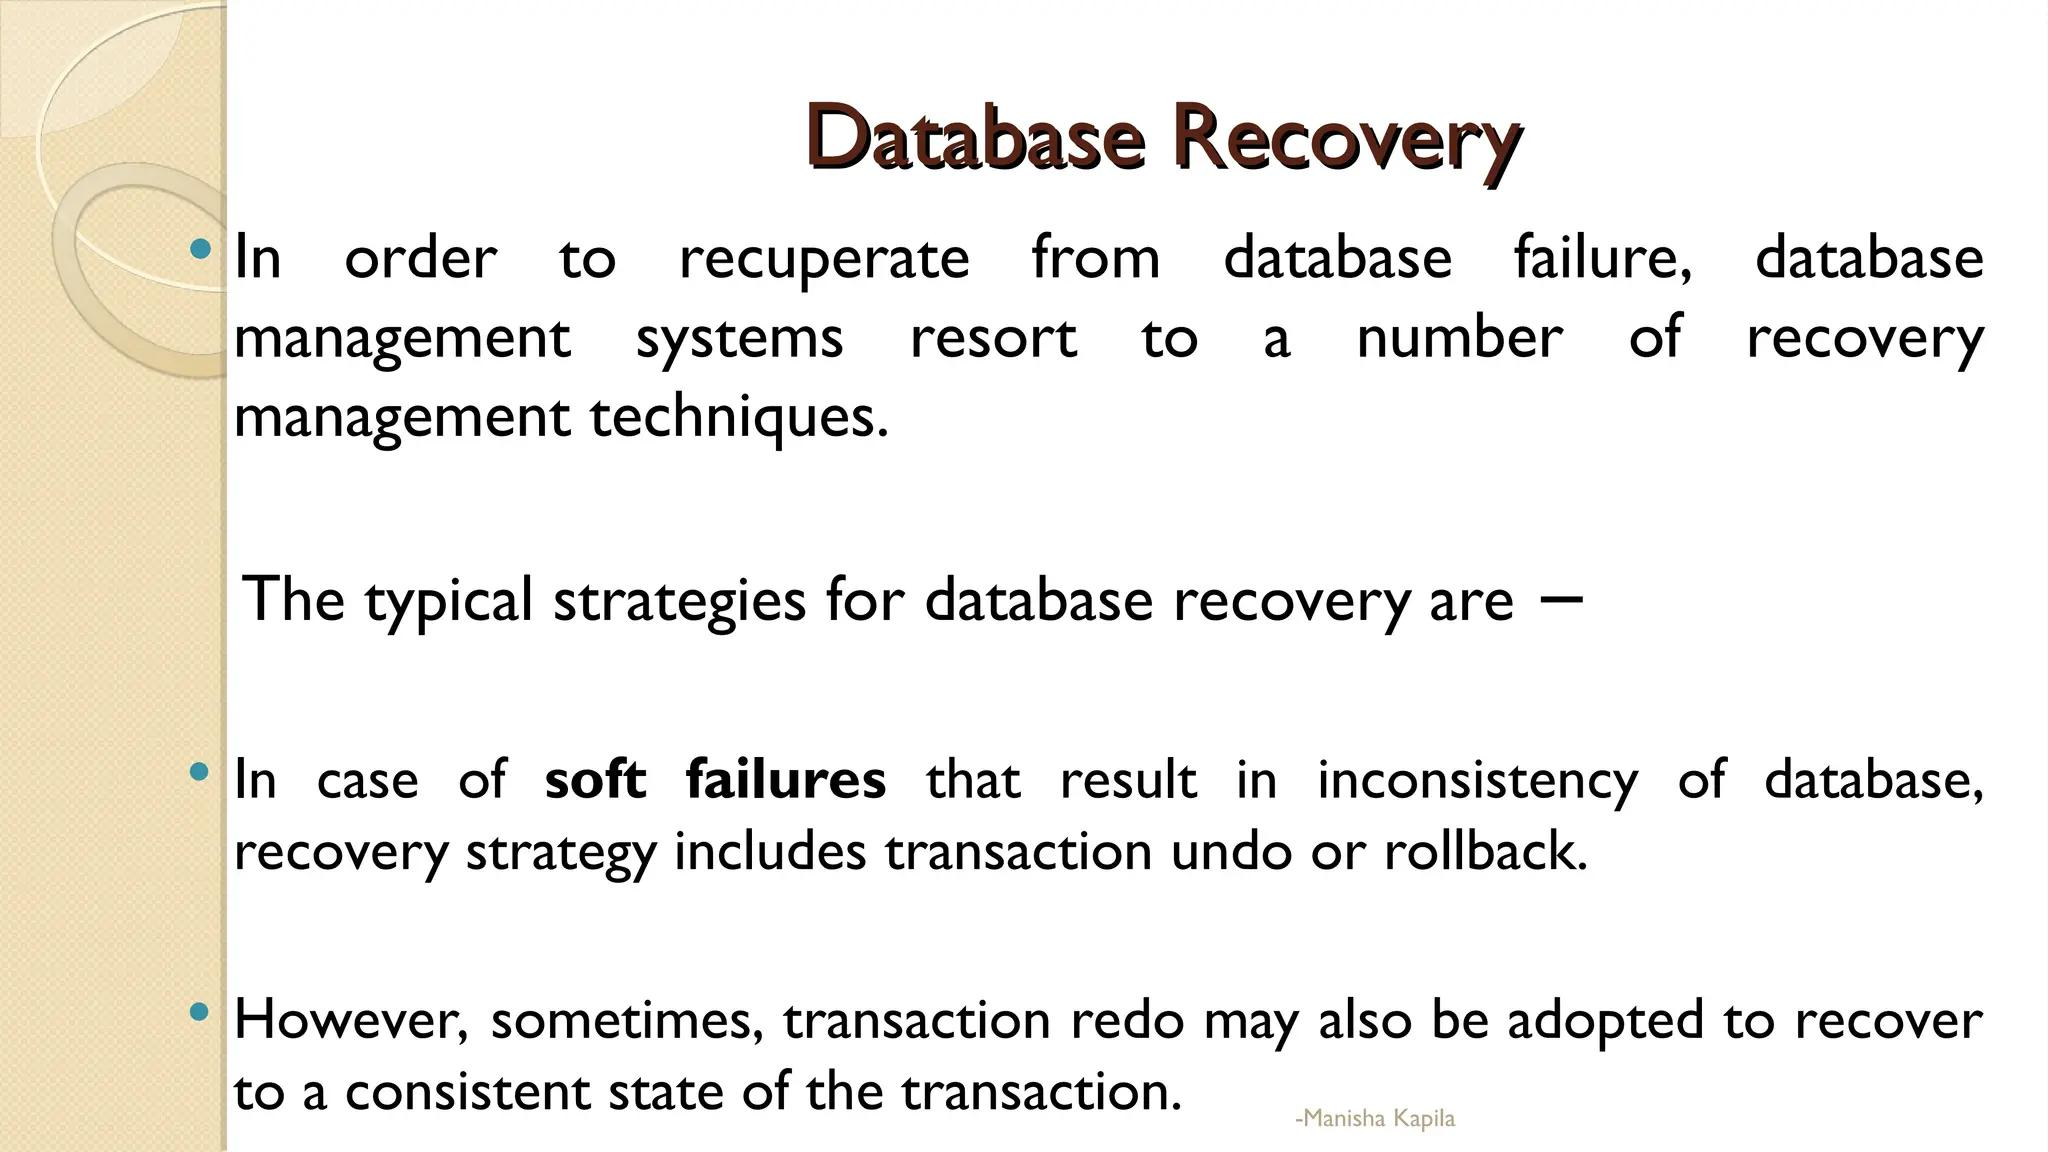 Database Recovery
• In order to recuperate from database failure, database
management systems resort to a number of recovery
management techniques.
The typical strategies for database recovery are −
• In case of soft failures that result in inconsistency of database,
recovery strategy includes transaction undo or rollback.
• However, sometimes, transaction redo may also be adopted to recover
to a consistent state of the transaction.
-Manisha Kapila